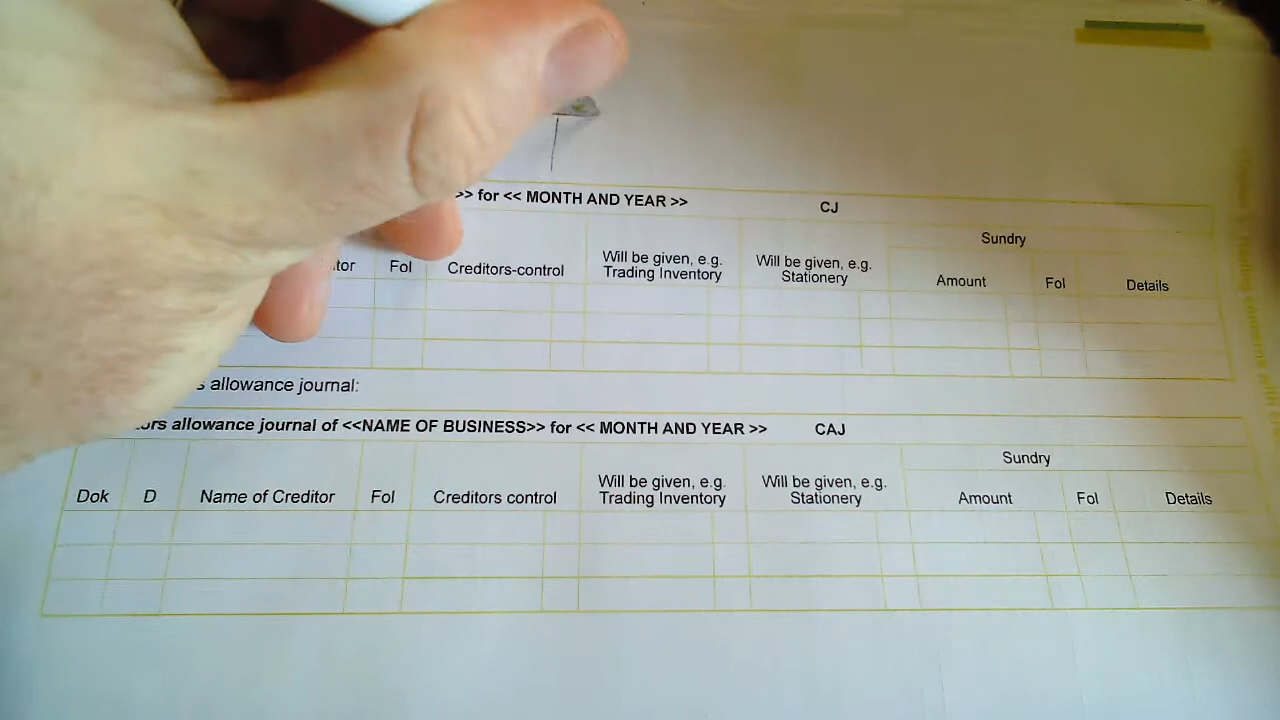 >> for << MONTH AND YEAR >> CJ
Fol Creditors-control Will be given, e.g. Trading Inventory Will be given, e.g. Stationery Sundry
Amount Fol Details
allowance journal:
allowance journal of <<NAME OF BUSINESS>> for << MONTH AND YEAR >> CAJ
Dok D Name of Creditor Fol Creditors control Will be given, e.g. Trading Inventory Will be given, e.g. Stationery Sundry
Amount Fol Details